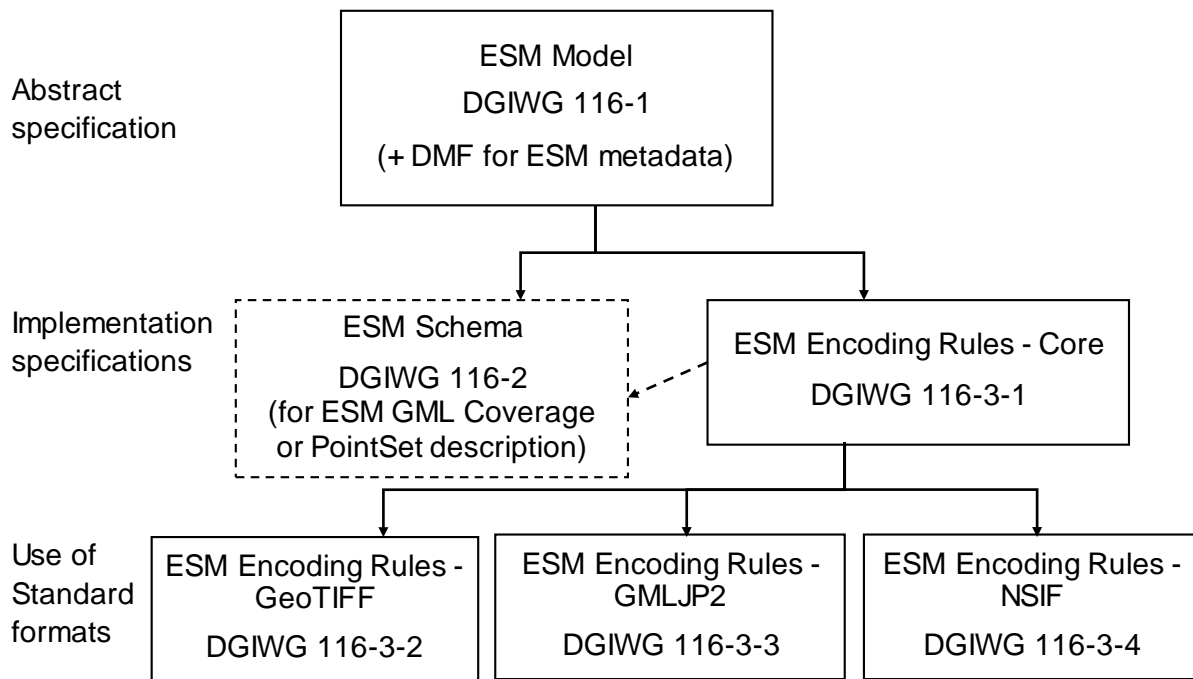 Abstract
specification
ESM Model
DGIWG 116-1
(+ DMF for ESM metadata)
Implementation
specifications
ESM Schema
DGIWG 116-2
(for ESM GML Coverage
or PointSet description)
ESM Encoding Rules - Core
DGIWG 116-3-1
Use of
Standard
formats
ESM Encoding Rules -
GeoTIFF
DGIWG 116-3-2
ESM Encoding Rules -
GMLJP2
DGIWG 116-3-3
ESM Encoding Rules -
NSIF
DGIWG 116-3-4